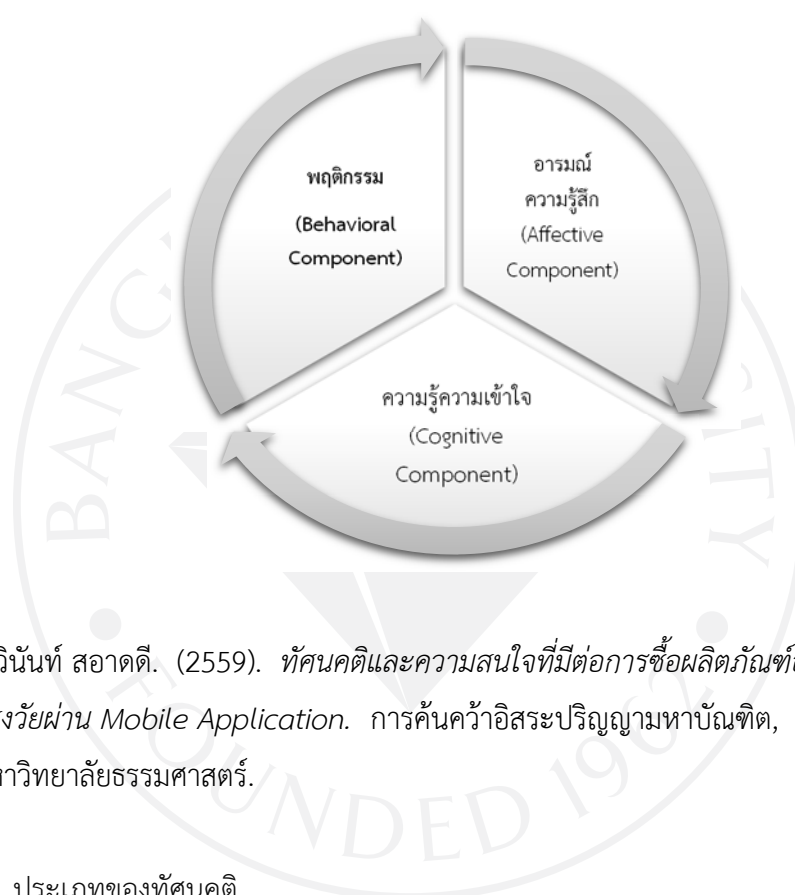 พฤติกรรม
(Behavioral
Component)
อารมณ์
ความรู้สึก
(Affective
Component)
ความรู้ความเข้าใจ
(Cognitive
Component)
วินันท์ สอาดดี. (2559). ทัศนคติและความสนใจที่มีต่อการซื้อผลิตภัณฑ์
งวัยผ่าน Mobile Application. การค้นคว้าอิสระปริญญามหาบัณฑิต,
หาวิทยาลัยธรรมศาสตร์.
ประเภทของทัศนคติ
BANG
SITY
FOUNDED 1962